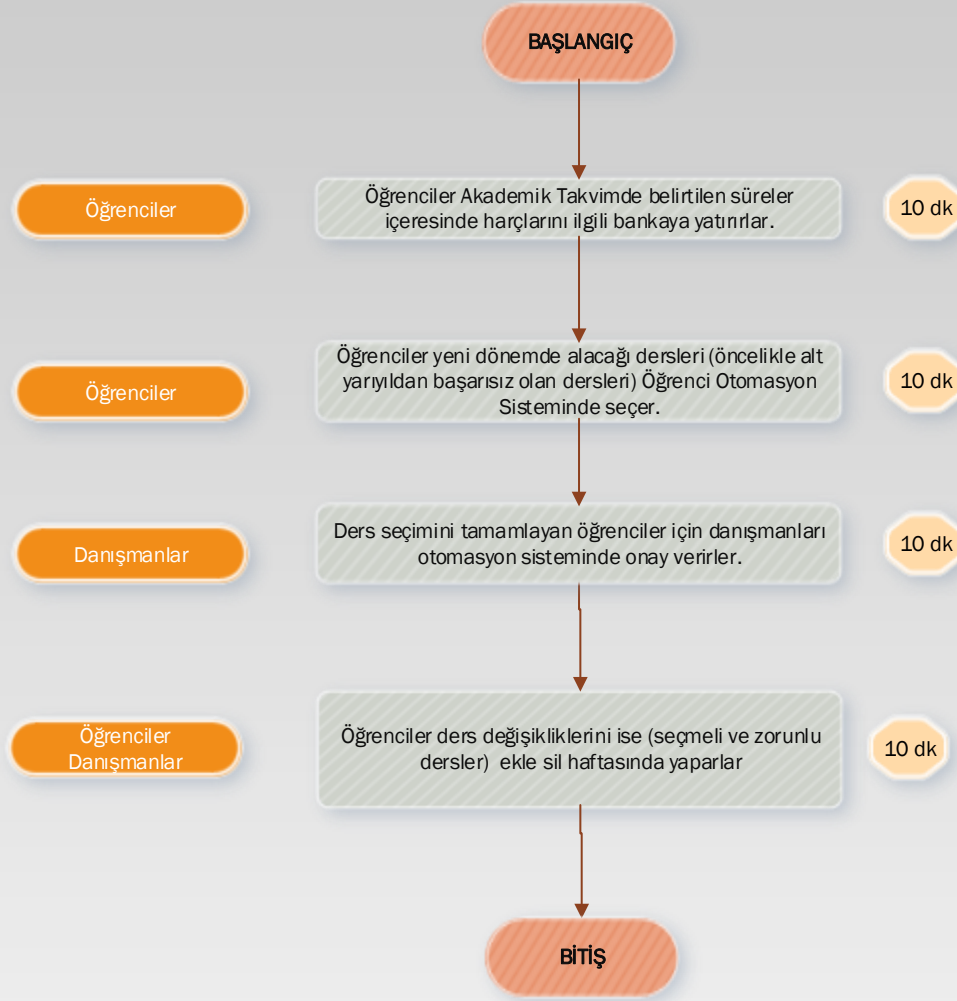 BAŞLANGIÇ
Öğrenciler
Öğrenciler Akademik Takvimde belirtilen süreler
içeresinde harçlarını ilgili bankaya yatırırlar.
10 dk
Öğrenciler
Öğrenciler yeni dönemde alacağı dersleri (öncelikle alt
yarıyıldan başarısız olan dersleri) Öğrenci Otomasyon
Sisteminde seçer.
10 dk
Danışmanlar
Ders seçimini tamamlayan öğrenciler için danışmanları
otomasyon sisteminde onay verirler.
10 dk
Öğrenciler
Danışmanlar
Öğrenciler ders değişikliklerini ise (seçmeli ve zorunlu
dersler) ekle sil haftasında yaparlar
10 dk
BİTİŞ